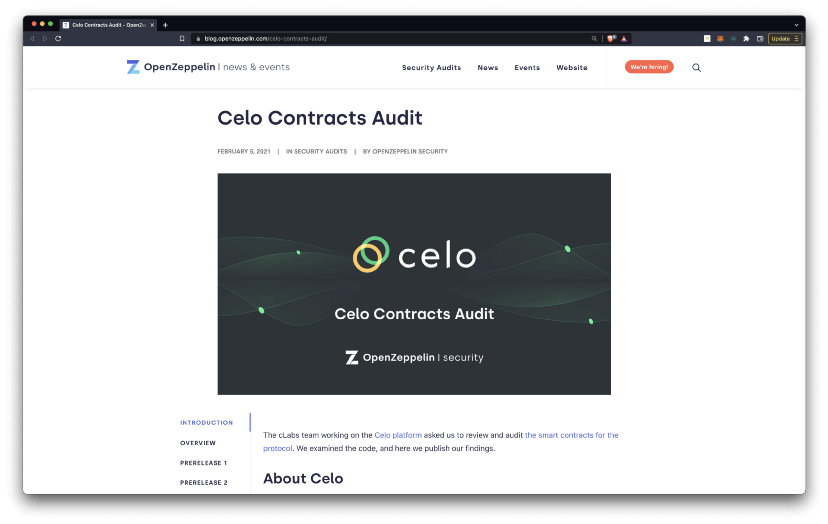 Celo Contracts Audit - OpenZe
blog.openzeppelin.com/celo-contracts-audit/
Update
OpenZeppelin | news & events
Security Audits
News
Events
Website
We're hiring!
Celo Contracts Audit
FEBRUARY 5, 2021 | IN SECURITY AUDITS | BY OPENZEPPELIN SECURITY
celo
Celo Contracts Audit
OpenZeppelin | security
INTRODUCTION
OVERVIEW
PRERELEASE 1
PRERELEASE 2
The cLabs team working on the Celo platform asked us to review and audit the smart contracts for the
protocol. We examined the code, and here we publish our findings.
About Celo